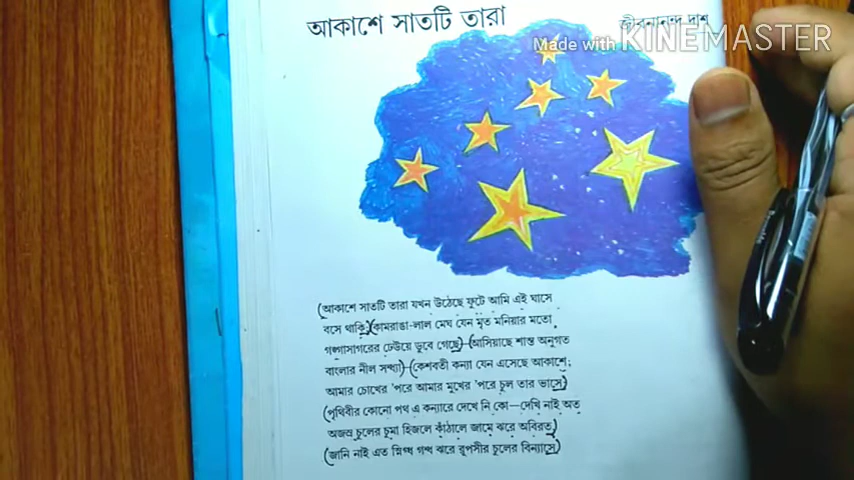 আকাশে সাতটি তারা
জীবনানন্দ দাশ
Made with KINEMASTER
(আকাশে সাতটি তারা যখন উঠেছে ফুটে আমি এই ঘাসে
বসে থাকি;)(কামরাঙা-লাল মেঘ যেন মৃত মনিয়ার মতো
গঙ্গাসাগরের ঢেউয়ে ডুবে গেছে)—(আসিয়াছে শান্ত অনুগত
বাংলার নীল সন্ধ্যা)—(কেশবতী কন্যা যেন এসেছে আকাশে;
আমার চোখের 'পরে আমার মুখের 'পরে চুল তার ভাসে)
(পৃথিবীর কোনো পথ এ কন্যারে দেখে নি কো—দেখি নাই অত
অজস্র চুলের চুমা হিজলে কাঁঠালে জামে ঝরে অবিরত,)
(জানি নাই এত স্নিগ্ধ গন্ধ ঝরে রূপসীর চুলের বিন্যাসে)